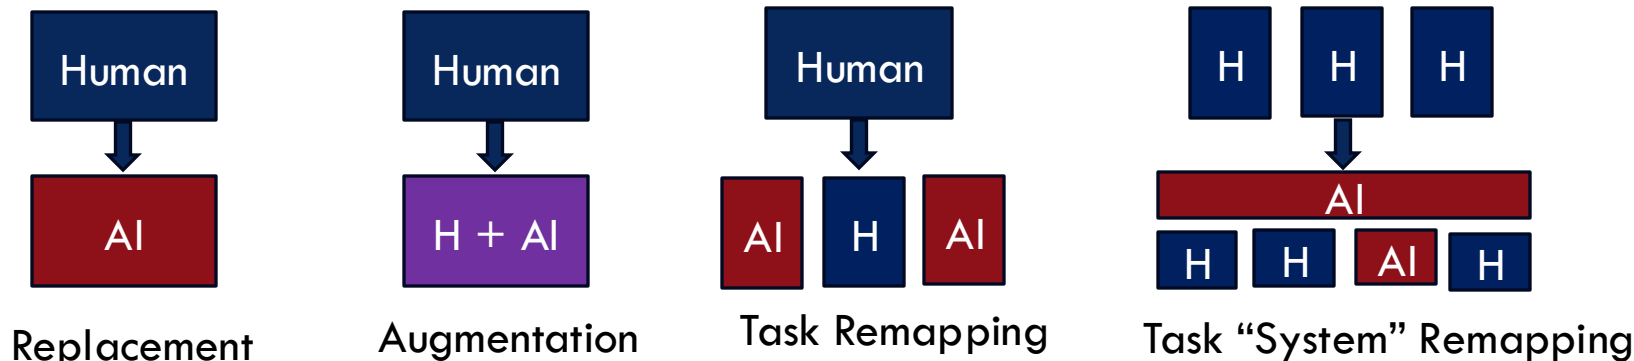 Human
AI
Replacement
Human
H + AI
Augmentation
Human
AI H AI
Task Remapping
H H H
AI
H H AI H
Task “System” Remapping